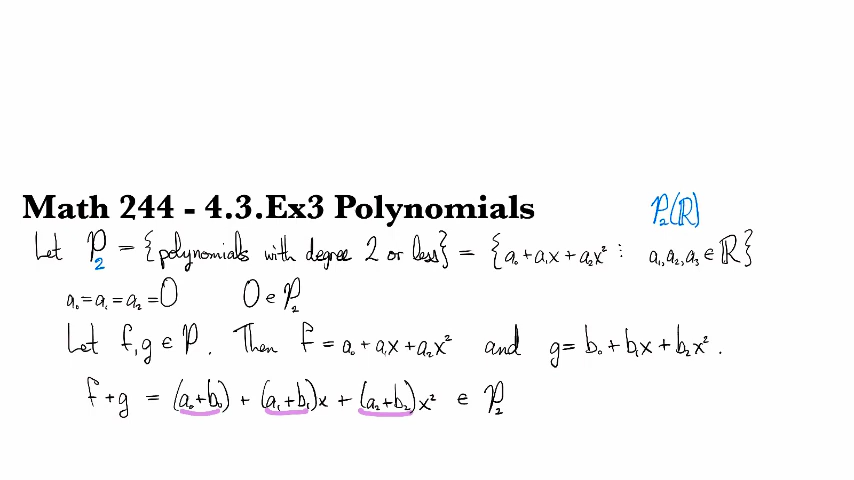 Math 244 - 4.3.Ex3 Polynomials
P₂(ℝ)
Let P₂ = {polynomials with degree 2 or less} = {a₀+a₁x+a₂x² : a₁,a₂,a₃ ∈ ℝ}
a₀=a₁=a₂=0 0 ∈ P₂
Let f,g ∈ P. Then f = a₀+a₁x+a₂x² and g= b₀+b₁x+b₂x².
f+g = (a₀+b₀) + (a₁+b₁)x + (a₂+b₂)x² ∈ P₂